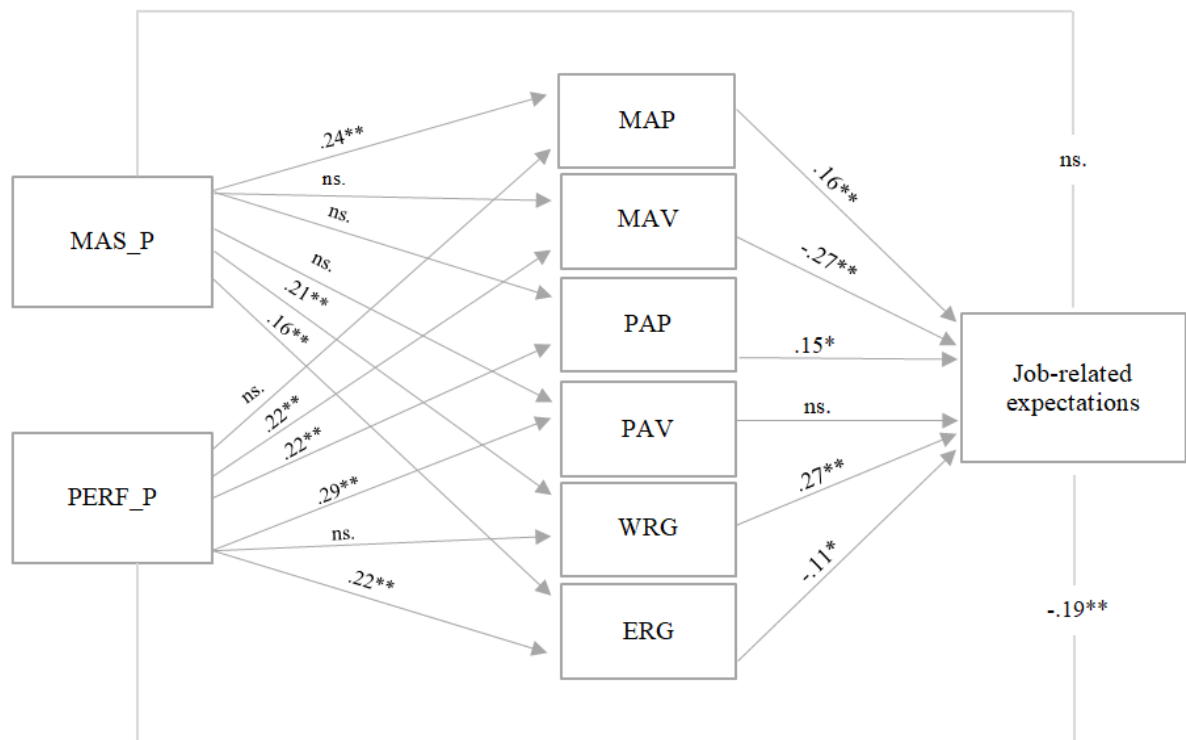 .24**
MAP
ns.
MAS_P
ns.
MAV
.16**
ns.
ns.
-.27**
.21**
PAP
.16**
.15*
Job-related
expectations
ns.
.22**
.22**
PAV
ns.
PERF_P
.29**
.27**
ns.
WRG
.22**
-.11*
ERG
-.19**